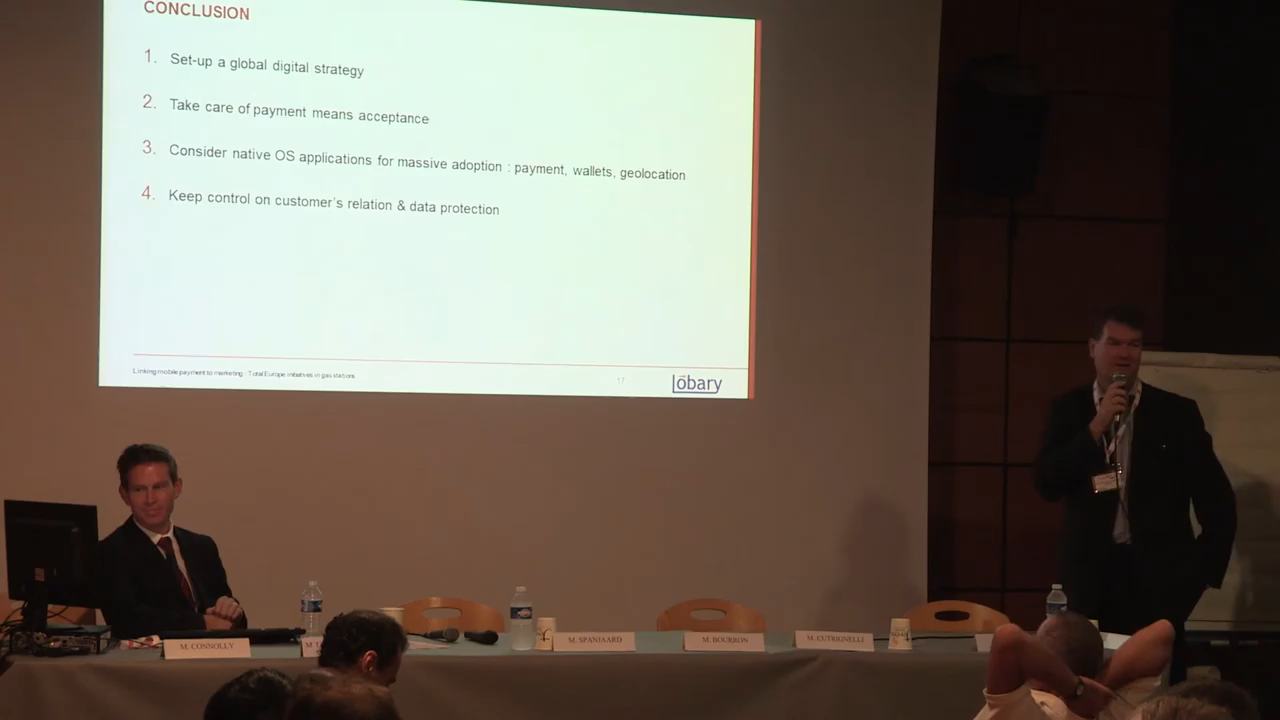 CONCLUSION
1. Set-up a global digital strategy
2. Take care of payment means acceptance
3. Consider native OS applications for massive adoption : payment, wallets, geolocation
4. Keep control on customer's relation & data protection
Linking mobile payment to marketing : Total Europe initiatives in gas stations
17
löbary
M. CONNOLLY
M. SPANJAARD
M. BOURRON
M. CUTRIGNELLI